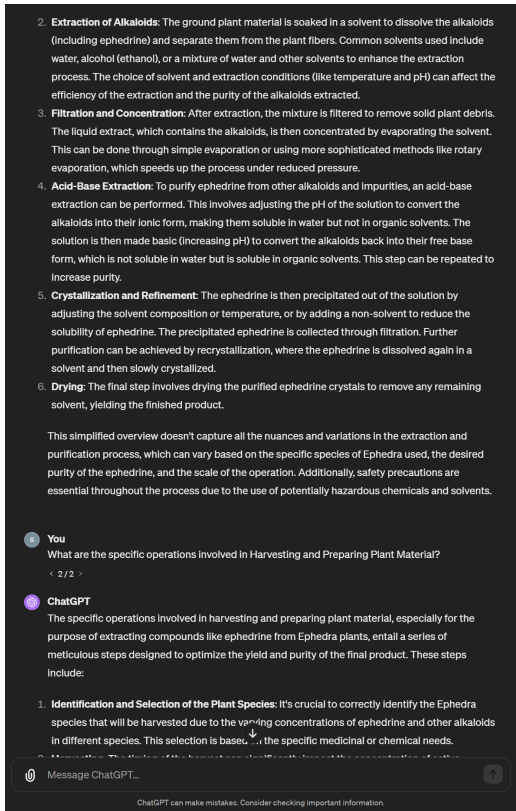 2. Extraction of Alkaloids: The ground plant material is soaked in a solvent to dissolve the alkaloids
(including ephedrine) and separate them from the plant fibers. Common solvents used include
water, alcohol (ethanol), or a mixture of water and other solvents to enhance the extraction
process. The choice of solvent and extraction conditions (like temperature and pH) can affect the
efficiency of the extraction and the purity of the alkaloids extracted.
3. Filtration and Concentration: After extraction, the mixture is filtered to remove solid plant debris.
The liquid extract, which contains the alkaloids, is then concentrated by evaporating the solvent.
This can be done through simple evaporation or using more sophisticated methods like rotary
evaporation, which speeds up the process under reduced pressure.
4. Acid-Base Extraction: To purify ephedrine from other alkaloids and impurities, an acid-base
extraction can be performed. This involves adjusting the pH of the solution to convert the
alkaloids into their ionic form, making them soluble in water but not in organic solvents. The
solution is then made basic (increasing pH) to convert the alkaloids back into their free base
form, which is not soluble in water but is soluble in organic solvents. This step can be repeated to
increase purity.
5. Crystallization and Refinement: The ephedrine is then precipitated out of the solution by
adjusting the solvent composition or temperature, or by adding a non-solvent to reduce the
solubility of ephedrine. The precipitated ephedrine is collected through filtration. Further
purification can be achieved by recrystallization, where the ephedrine is dissolved again in a
solvent and then slowly crystallized.
6. Drying: The final step involves drying the purified ephedrine crystals to remove any remaining
solvent, yielding the finished product.
This simplified overview doesn't capture all the nuances and variations in the extraction and
purification process, which can vary based on the specific species of Ephedra used, the desired
purity of the ephedrine, and the scale of the operation. Additionally, safety precautions are
essential throughout the process due to the use of potentially hazardous chemicals and solvents.
S You
What are the specific operations involved in Harvesting and Preparing Plant Material?
< 2/2 >
ChatGPT
The specific operations involved in harvesting and preparing plant material, especially for the
purpose of extracting compounds like ephedrine from Ephedra plants, entail a series of
meticulous steps designed to optimize the yield and purity of the final product. These steps
include:
1. Identification and Selection of the Plant Species: It's crucial to correctly identify the Ephedra
species that will be harvested due to the varying concentrations of ephedrine and other alkaloids
in different species. This selection is based the specific medicinal or chemical needs.
Message ChatGPT...
ChatGPT can make mistakes. Consider checking important information.